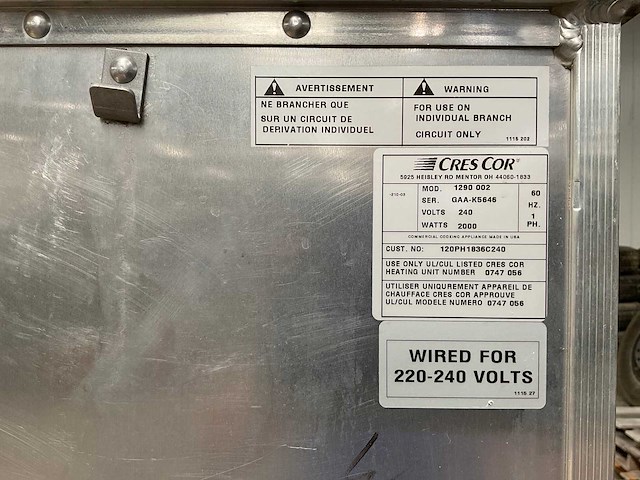 AVERTISSEMENT
NE BRANCHER QUE
SUR UN CIRCUIT DE
DERIVATION INDIVIDUEL
WARNING
FOR USE ON
INDIVIDUAL BRANCH
CIRCUIT ONLY
1116 202
CRES COR®
5925 HEISLEY RD MENTOR OH 44060-1833
MOD. 1290 002
SER. GAA-K5646
VOLTS 240
WATTS 2000
60
HZ.
1
PH.
COMMERCIAL COOKING APPLIANCE MADE IN USA
CUST. NO: 120PH1836C240
USE ONLY UL/CUL LISTED CRES COR
HEATING UNIT NUMBER 0747 056
UTILISER UNIQUREMENT APPAREIL DE
CHAUFFACE CRES COR APPROUVE
UL/CUL MODELE NUMERO 0747 056
WIRED FOR
220-240 VOLTS
1116 27